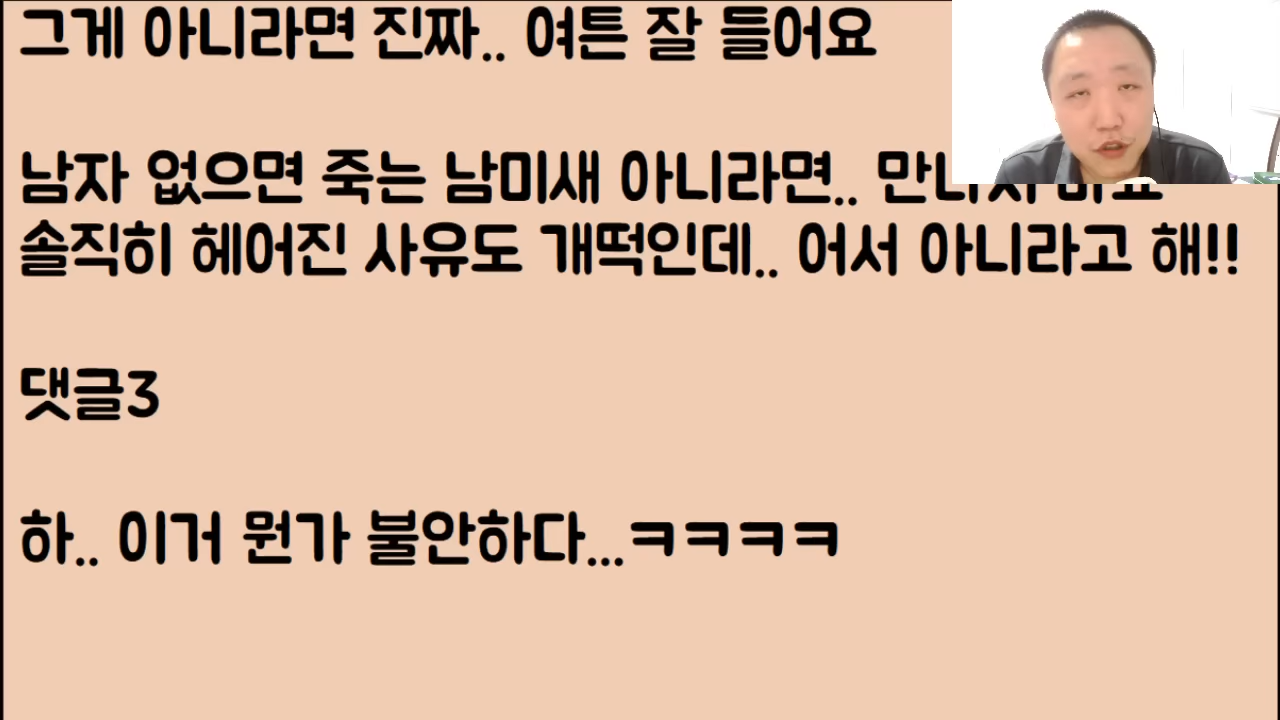 그게 아니라면 진짜.. 여튼 잘 들어요
남자 없으면 죽는 남미새 아니라면..
솔직히 헤어진 사유도 개떡인데.. 어서 아니라고 해!!
댓글3
하.. 이거 뭔가 불안하다...ㅋㅋㅋㅋ